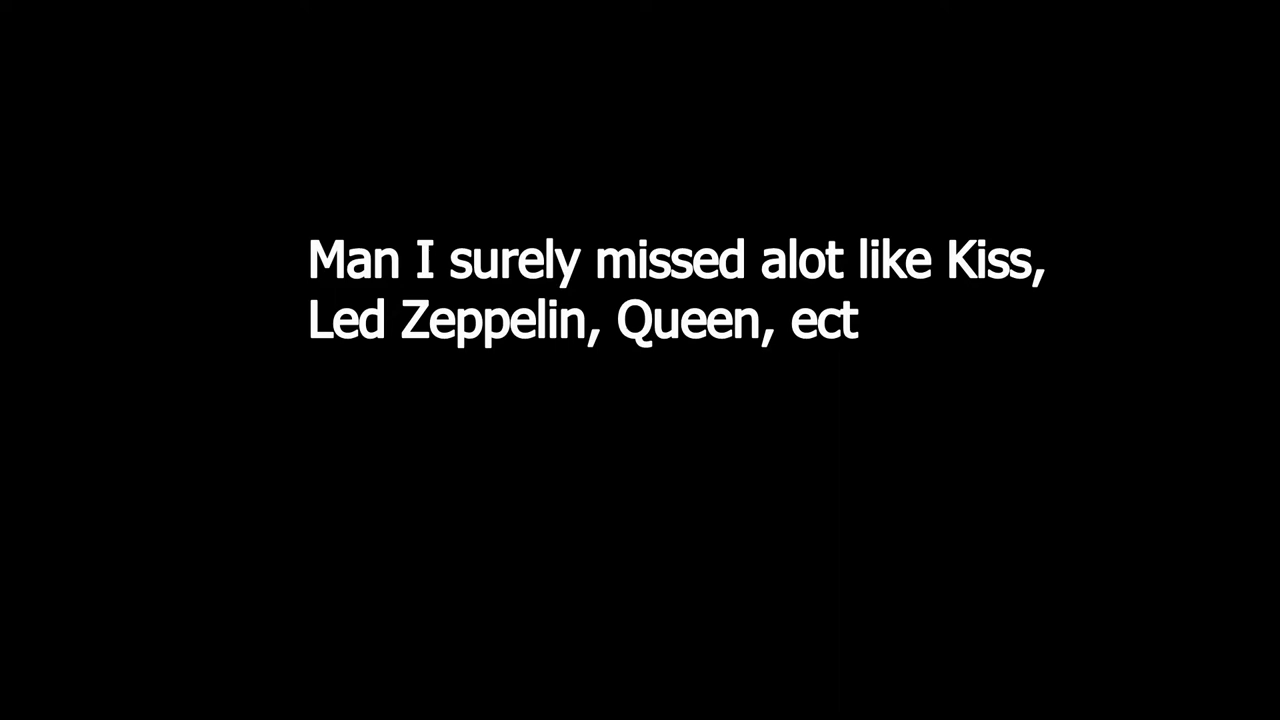 Man I surely missed alot like Kiss,
Led Zeppelin, Queen, ect